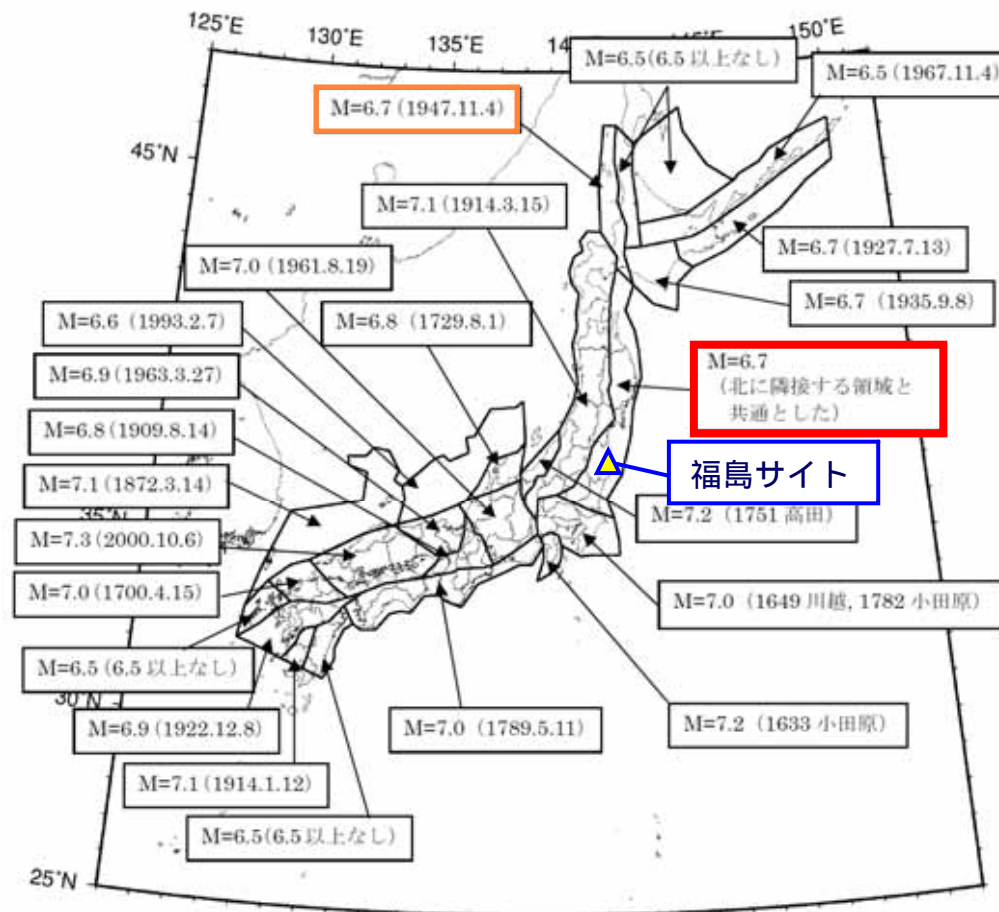 125°E
130°E
135°E
150°E
M=6.5(6.5以上なし)
M=6.5(1967.11.4)
M=6.7(1947.11.4)
45°N
M=7.1(1914.3.15)
M=6.7(1927.7.13)
M=7.0(1961.8.19)
M=6.7(1935.9.8)
M=6.6(1993.2.7)
M=6.8(1729.8.1)
M=6.9(1963.3.27)
M=6.7
(北に隣接する領域と
共通とした)
M=6.8(1909.8.14)
福島サイト
M=7.1(1872.3.14)
35°N
M=7.2(1751高田)
M=7.3(2000.10.6)
M=7.0(1700.4.15)
M=7.0(1649川越,1782小田原)
M=6.5(6.5以上なし)
30°N
M=6.9(1922.12.8)
M=7.0(1789.5.11)
M=7.2(1633小田原)
M=7.1(1914.1.12)
M=6.5(6.5以上なし)
25°N